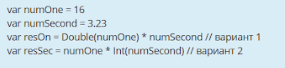 var numOne = 16
var numSecond = 3.23
var resOn = Double(numOne) * numSecond // вариант 1
var resSec = numOne * Int(numSecond) // вариант 2